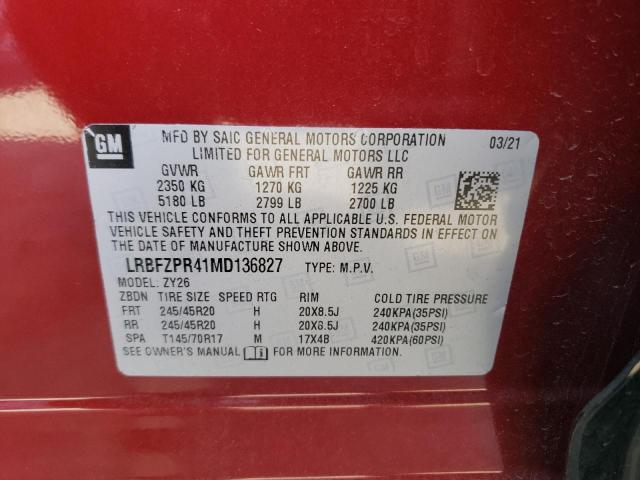 GM
MFD BY SAIC GENERAL MOTORS CORPORATION 03/21
LIMITED FOR GENERAL MOTORS LLC
GVWR GAWR FRT GAWR RR
2350 KG 1270 KG 1225 KG
5180 LB 2799 LB 2700 LB
THIS VEHICLE CONFORMS TO ALL APPLICABLE U.S. FEDERAL MOTOR
VEHICLE SAFETY AND THEFT PREVENTION STANDARDS IN EFFECT ON
THE DATE OF MANUFACTURE SHOWN ABOVE.
LRBFZPR41MD136827 TYPE: M.P.V.
MODEL: ZY26
ZBDN TIRE SIZE SPEED RTG RIM COLD TIRE PRESSURE
FRT 245/45R20 H 20X8.5J 240KPA(35PSI)
RR 245/45R20 H 20X8.5J 240KPA(35PSI)
SPA T145/70R17 M 17X4B 420KPA(60PSI)
SEE OWNER'S MANUAL FOR MORE INFORMATION.